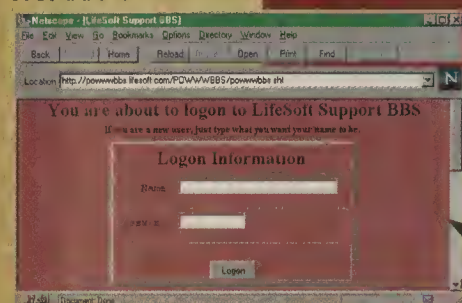 Netscape - [LifeSoft Support BBS]
File Edit View Go Bookmarks Options Directory Window Help
Back Home Reload Open Print Find
Location http://powwwbbs.lifesoft.com/POWWWBBS/powwwbbs.shl
N
You are about to logon to LifeSoft Support BBS
If you are a new user, just type what you want your name to be.
Logon Information
Name
Logon
Document: Done